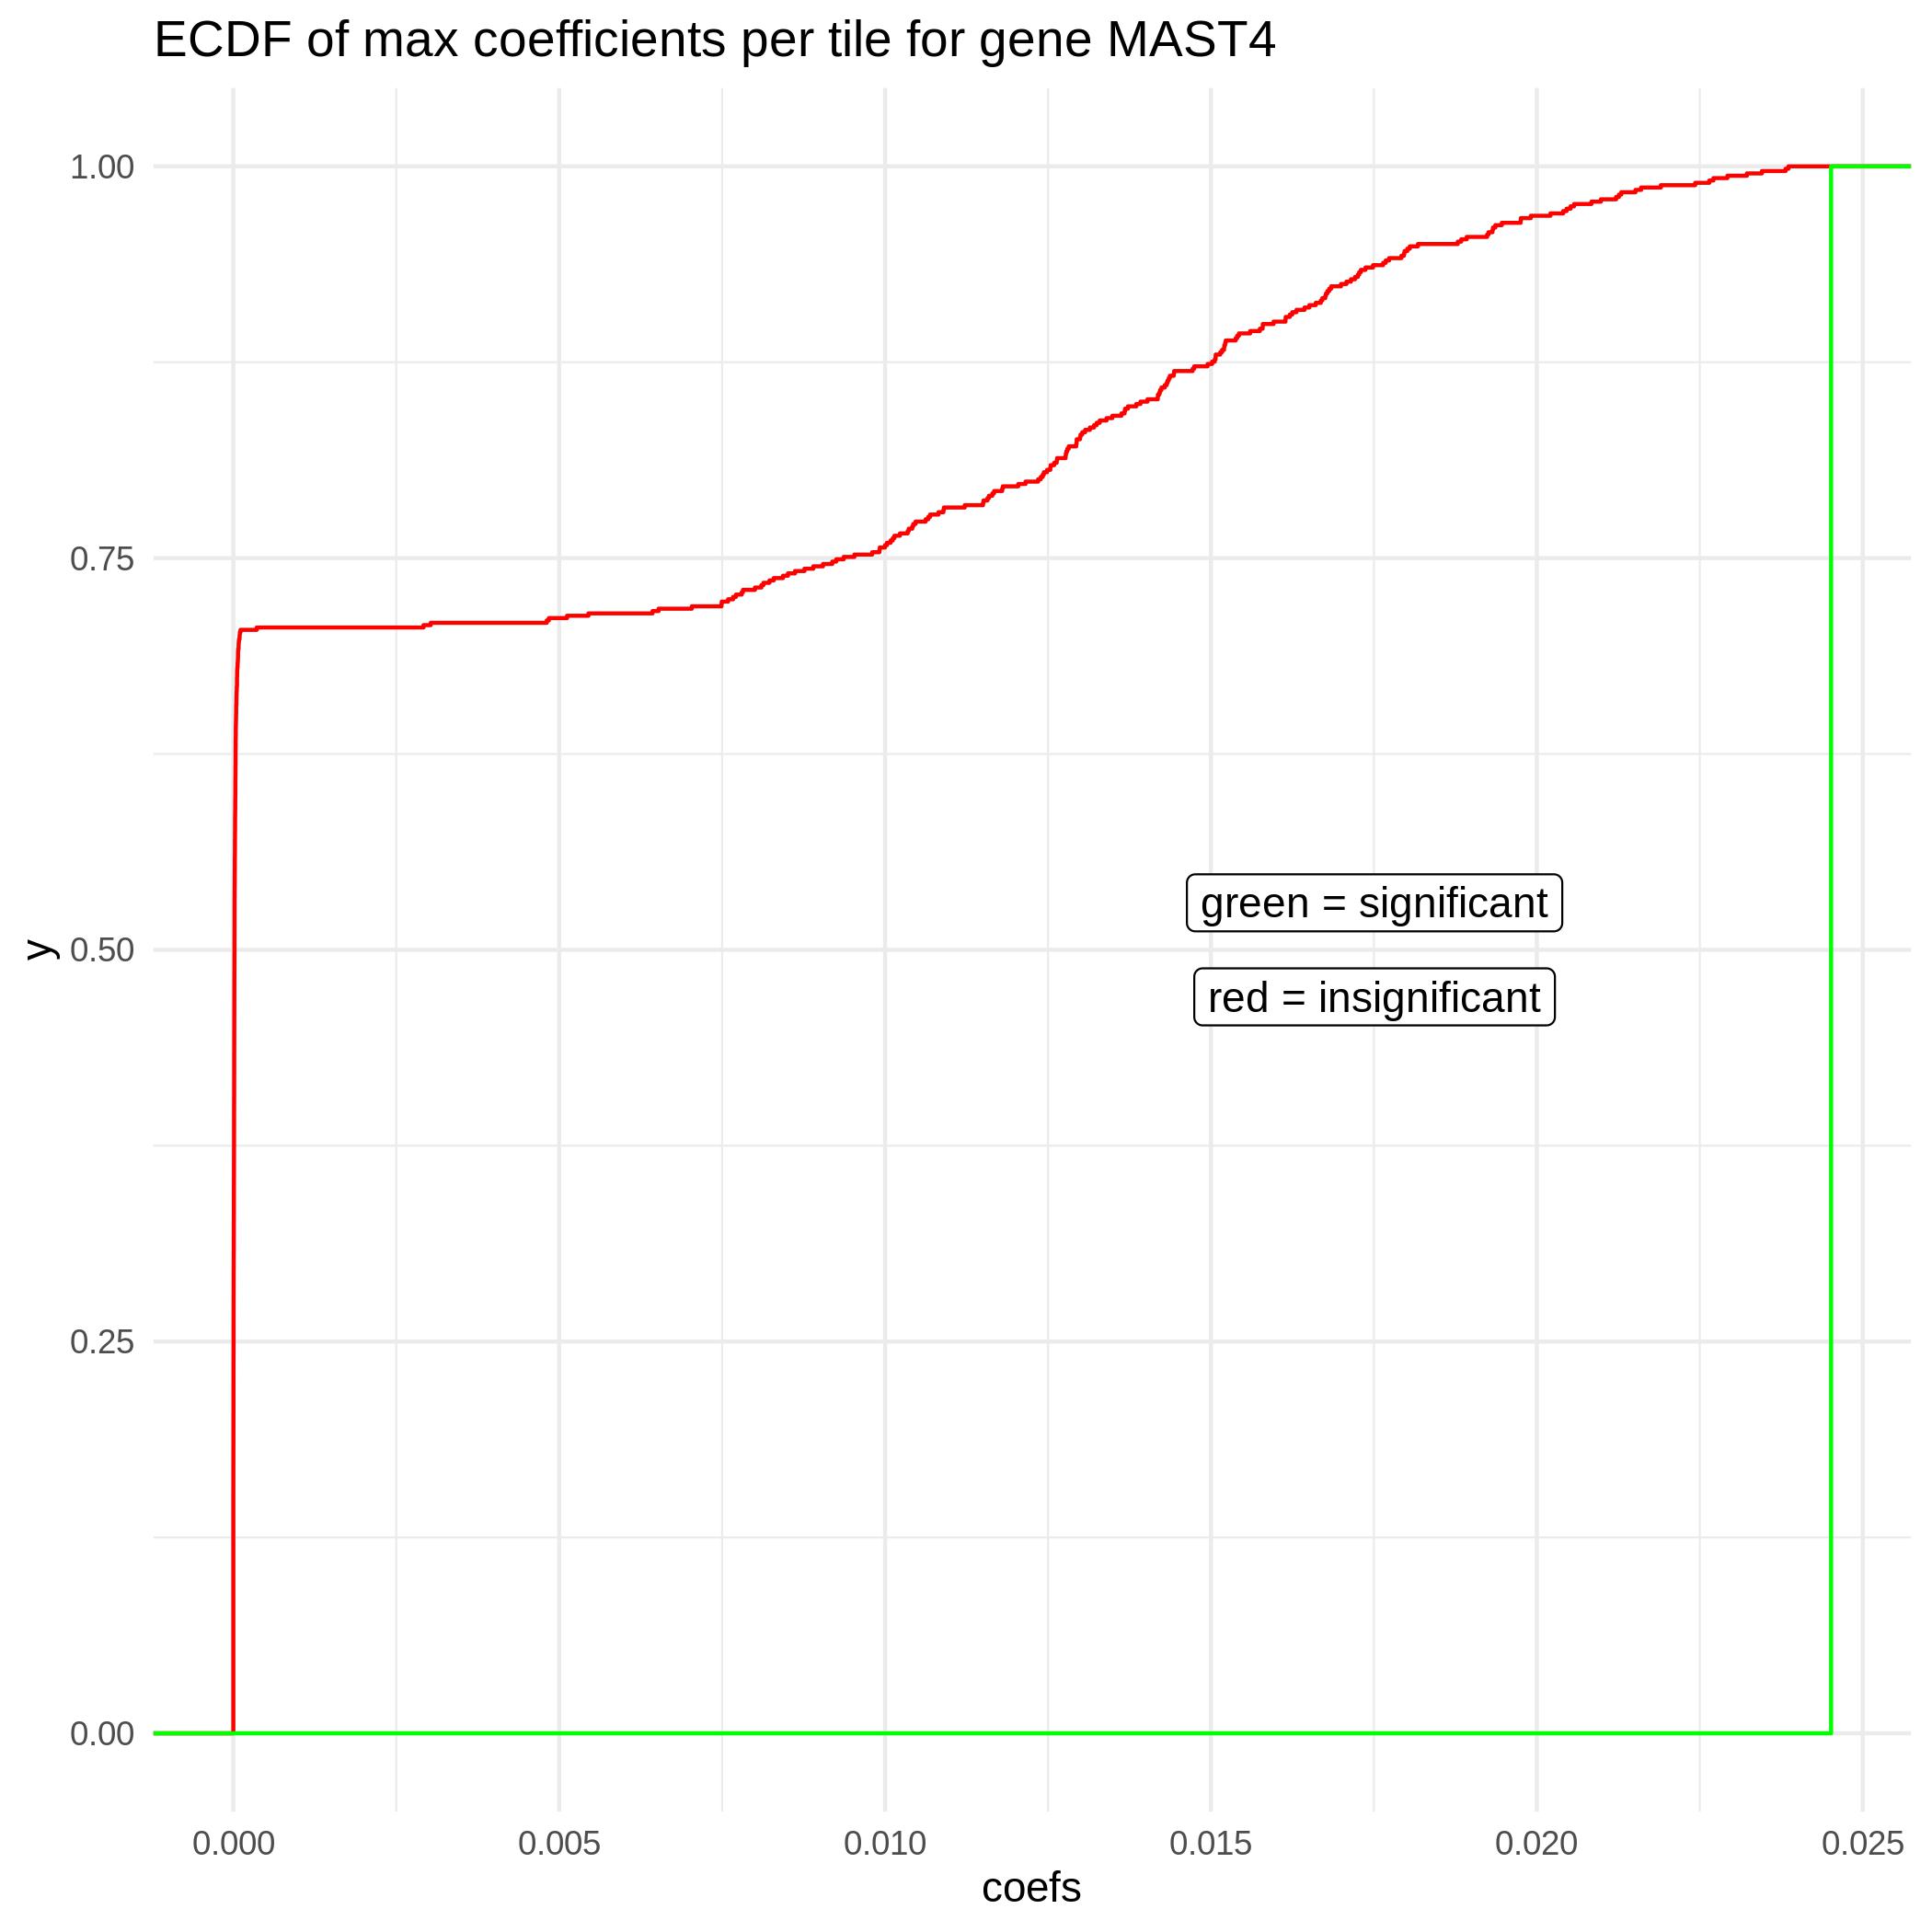 ECDF of max coefficients per tile for gene MAST4
1.00
0.75
0.50
0.25
0.00
y
green = significant
red = insignificant
0.000 0.005 0.010 0.015 0.020 0.025
coefs